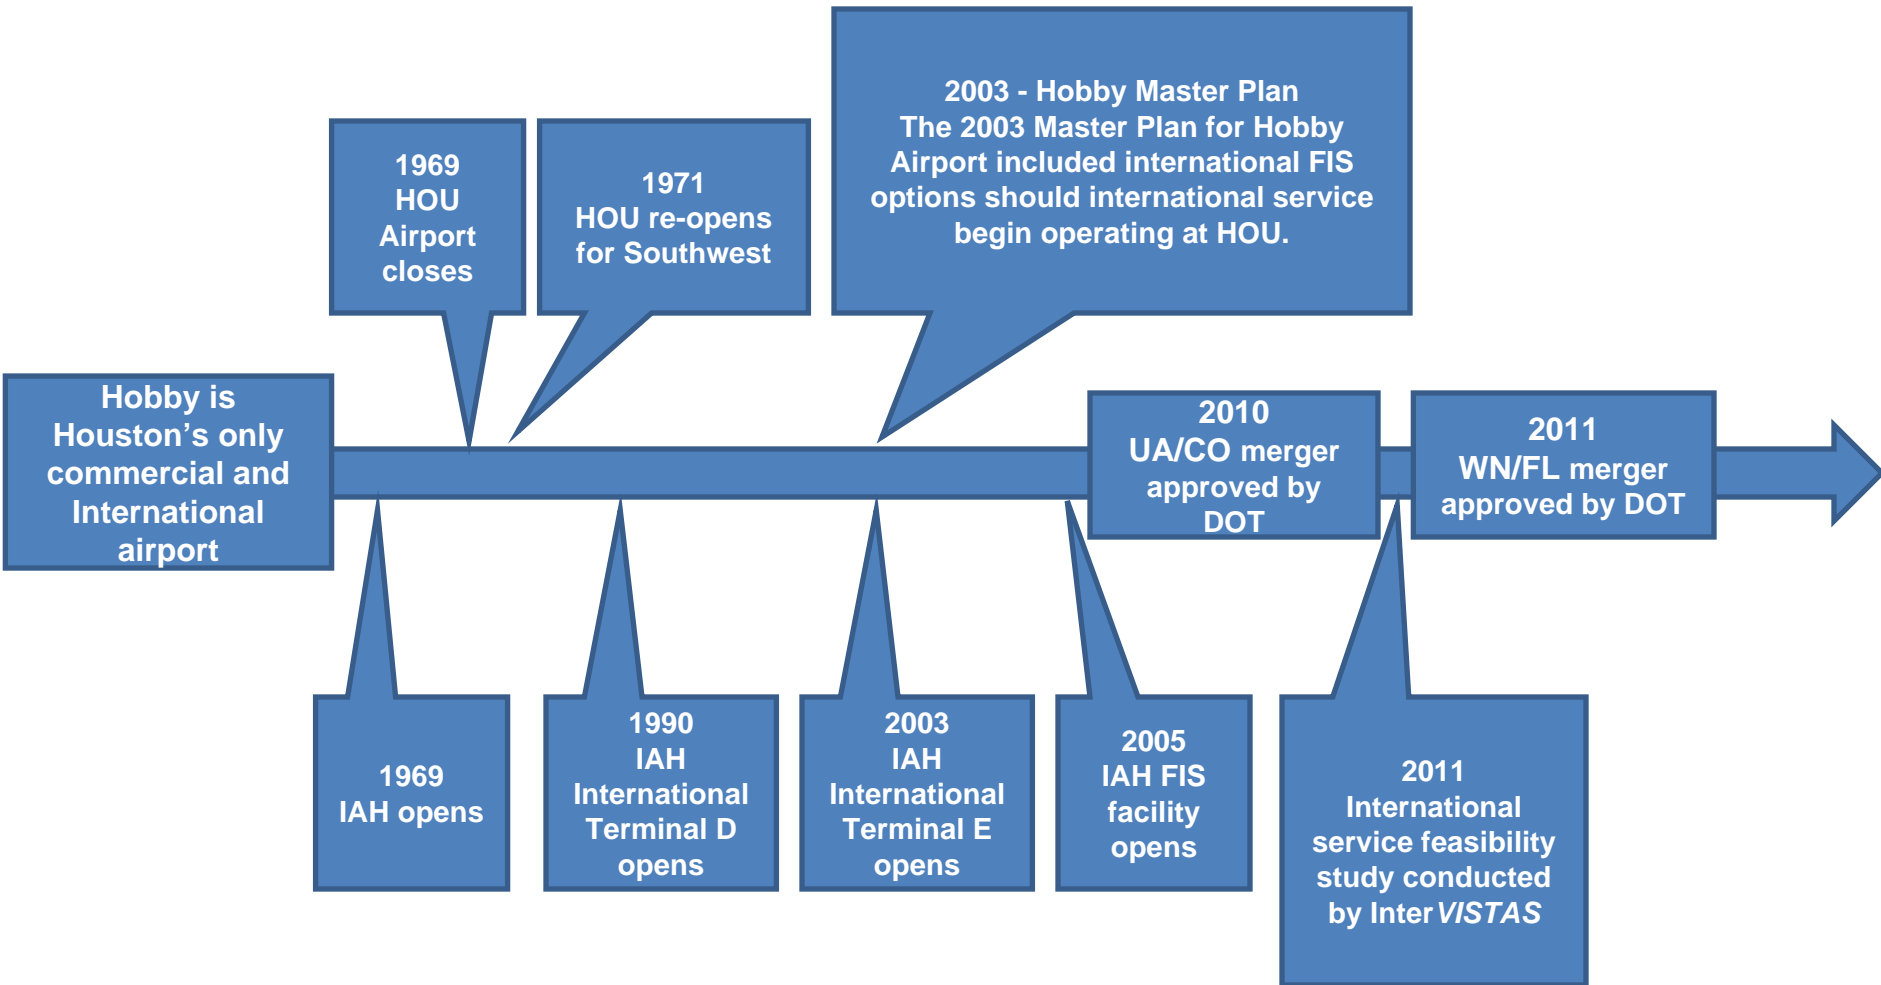 2003 - Hobby Master Plan
The 2003 Master Plan for Hobby
Airport included international FIS
options should international service
begin operating at HOU.
1969
HOU
Airport
closes
1971
HOU re-opens
for Southwest
Hobby is
Houston’s only
commercial and
International
airport
2010
UA/CO merger
approved by
DOT
2011
WN/FL merger
approved by DOT
1969
IAH opens
1990
IAH
International
Terminal D
opens
2003
IAH
International
Terminal E
opens
2005
IAH FIS
facility
opens
2011
International
service feasibility
study conducted
by InterVISTAS